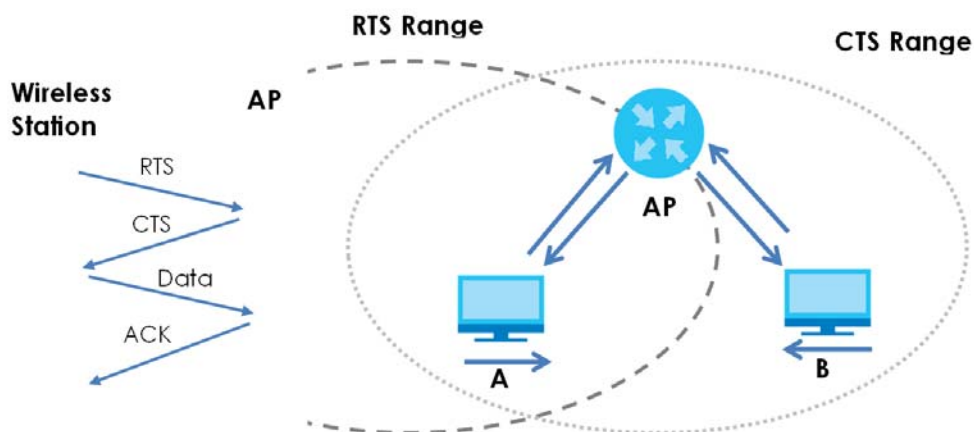 RTS Range
CTS Range
Wireless
Station
AP
RTS
CTS
Data
ACK
AP
A
B